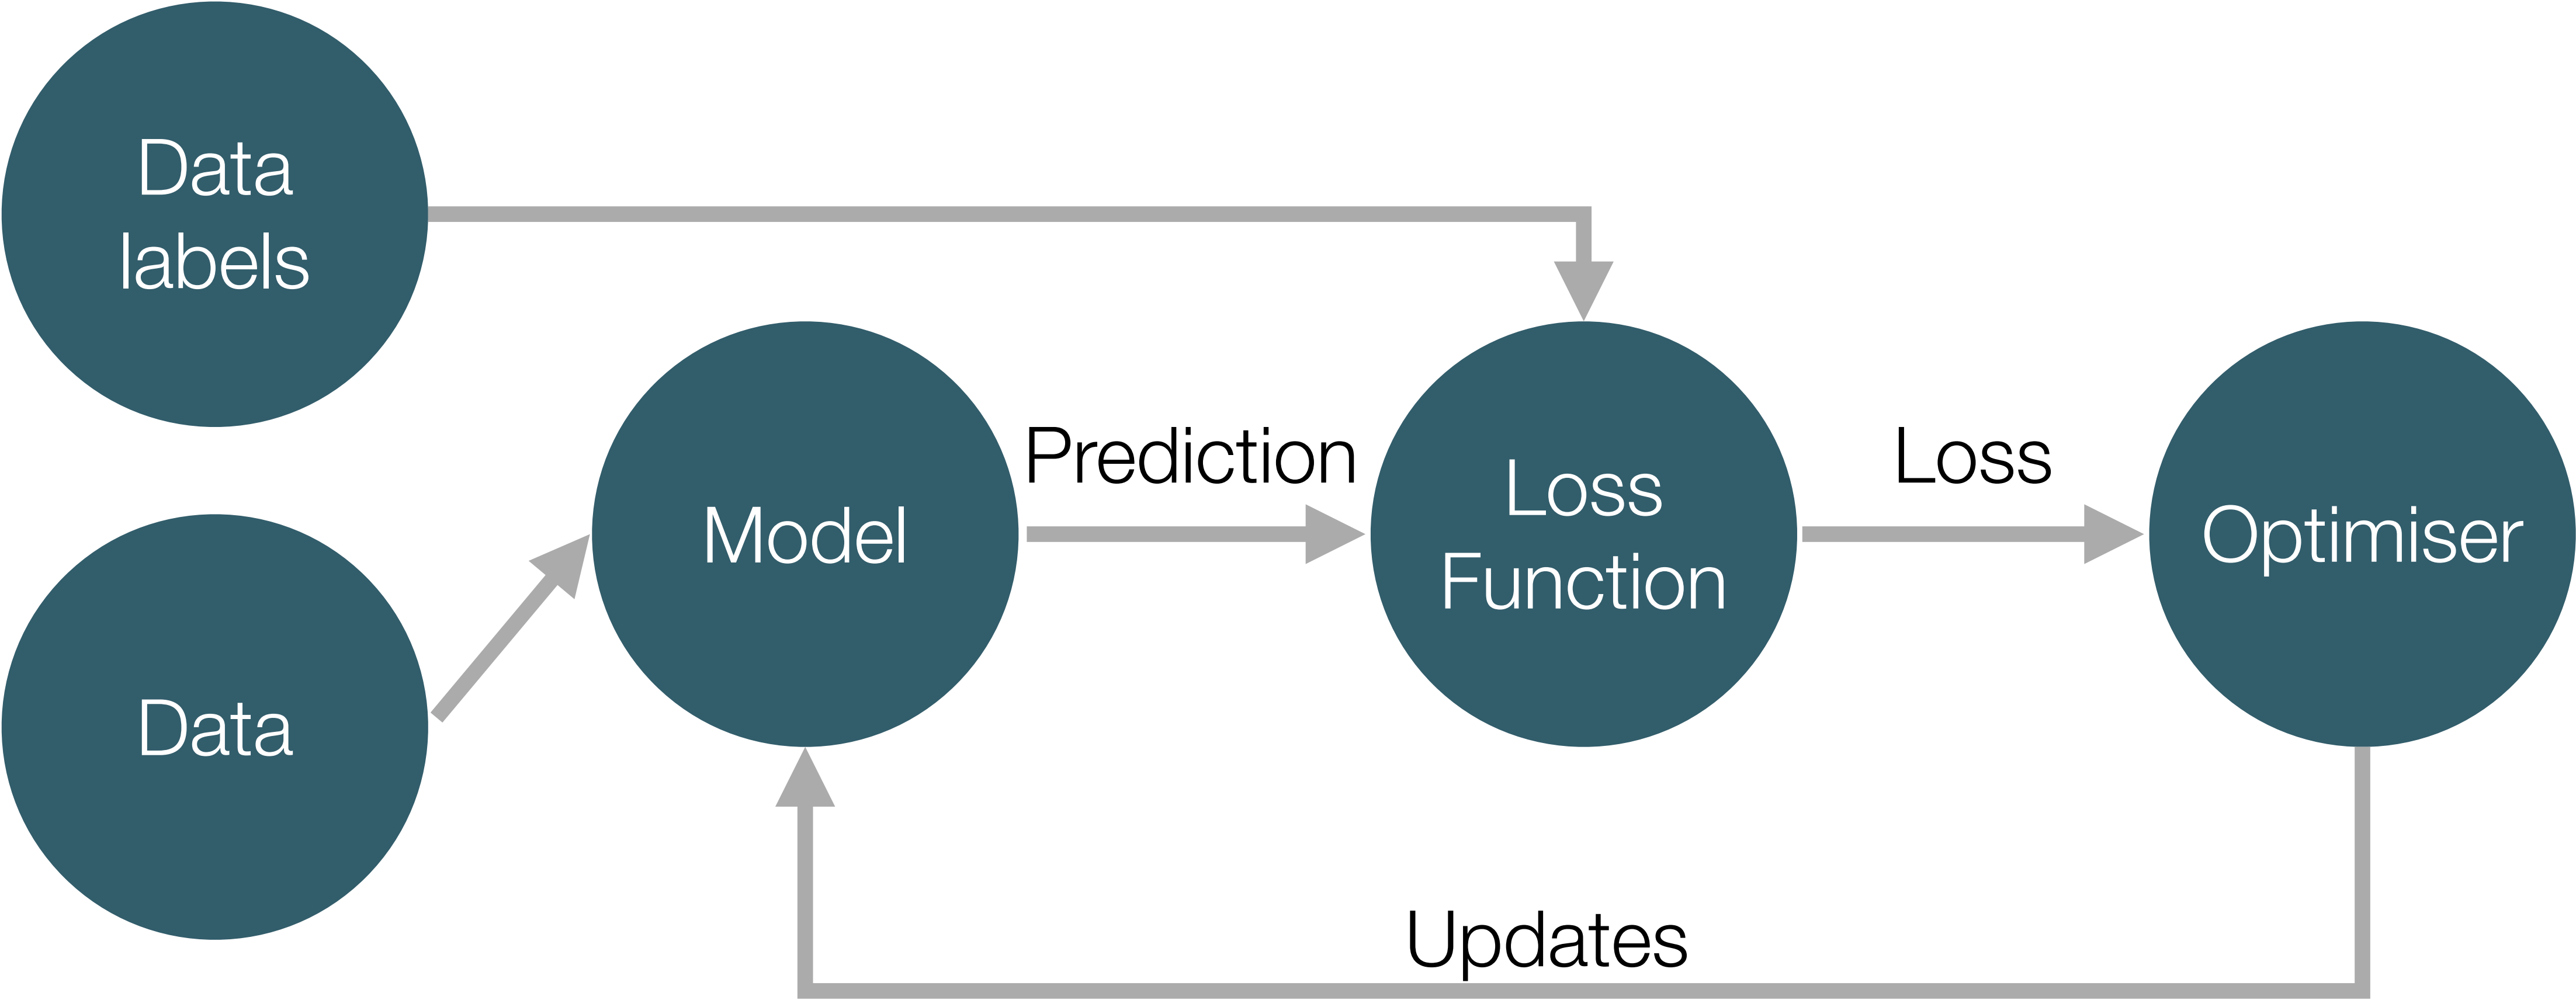 Data
labels
Data
Model
Prediction
Loss
Function
Loss
Optimiser
Updates